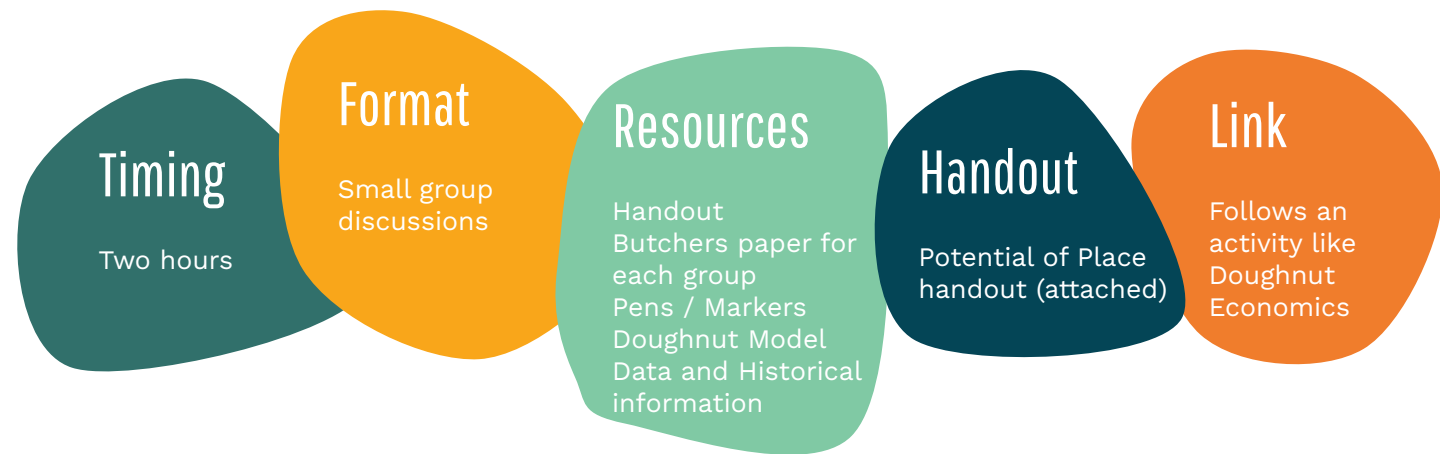 Timing
Two hours
Format
Small group
discussions
Resources
Handout
Butchers paper for
each group
Pens / Markers
Doughnut Model
Data and Historical
information
Handout
Potential of Place
handout (attached)
Link
Follows an
activity like
Doughnut
Economics